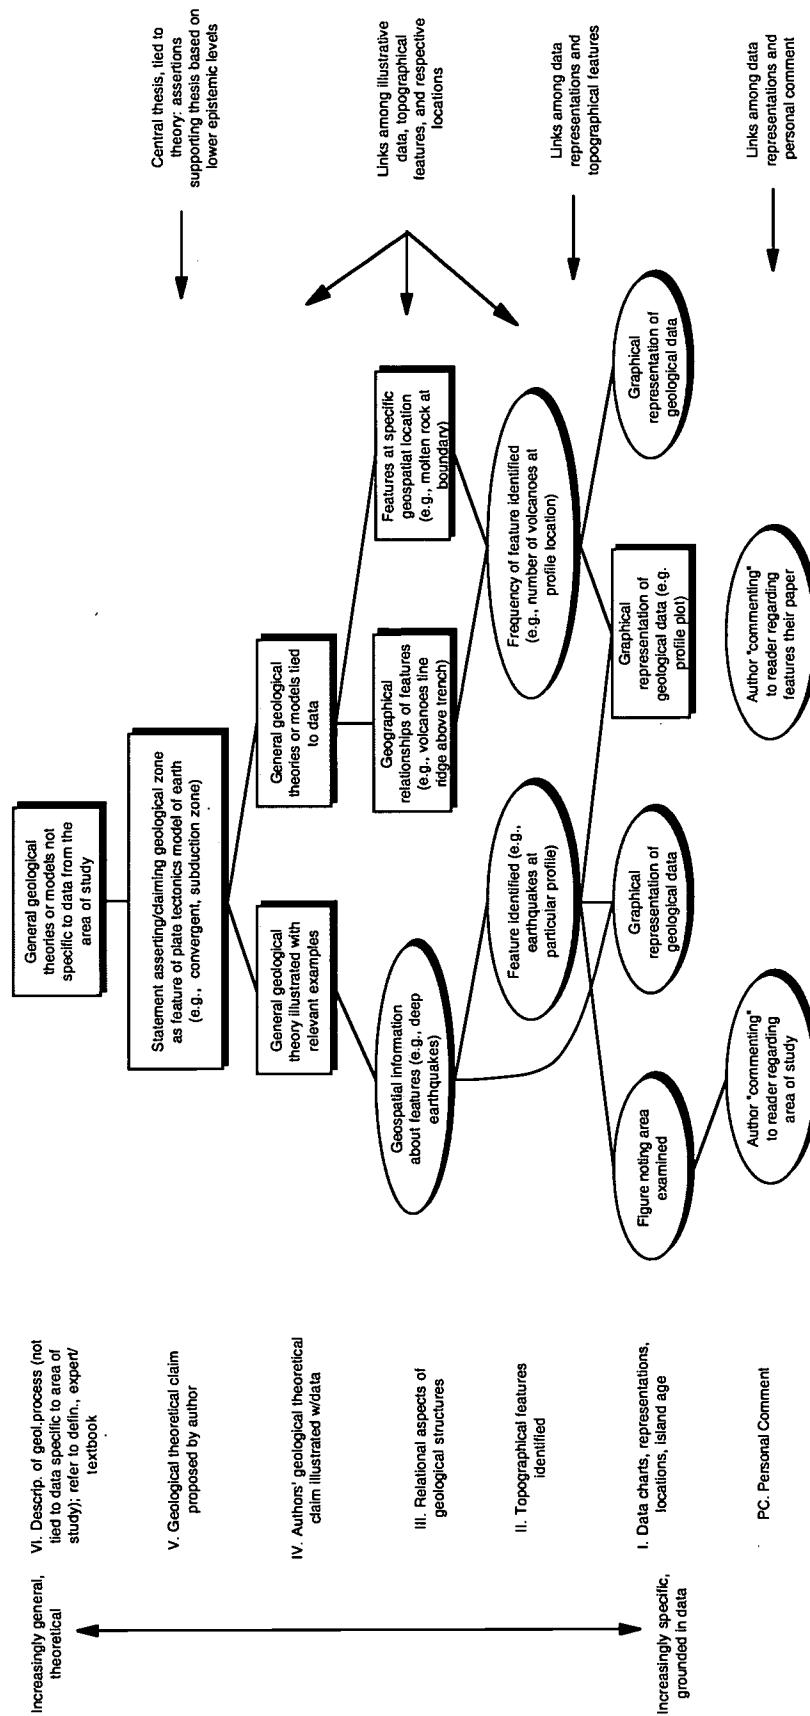 Increasingly general,
theoretical
Increasingly specific,
grounded in data
VI. Descrip. of geol.process (not
tied to data specific to area of
study); refer to defin., expert/
textbook
V. Geological theoretical claim
proposed by author
IV. Authors' geological theoretical
claim illustrated w/data
III. Relational aspects of
geological structures
II. Topographical features
identified
I. Data charts, representations,
locations, island age
PC. Personal Comment
General geological
theories or models not
specific to data from the
area of study
Statement asserting/claiming geological zone
as feature of plate tectonics model of earth
(e.g., convergent, subduction zone)
General geological
theory illustrated with
relevant examples
General geological
theories or models tied
to data
Geospatial information
about features (e.g., deep
earthquakes)
Geographical
relationships of features
(e.g., volcanoes line
ridge above trench)
Features at specific
geospatial location
(e.g., molten rock at
boundary)
Feature identified (e.g.,
earthquakes at
particular profile)
Frequency of feature identified
(e.g., number of volcanoes at
profile location)
Figure noting area
examined
Graphical
representation of
geological data
Graphical
representation of
geological data (e.g.
profile plot)
Graphical
representation of
geological data
Author "commenting"
to reader regarding
area of study
Author "commenting"
to reader regarding
features their paper
Central thesis, tied to
theory: assertions
supporting thesis based on
lower epistemic levels
Links among illustrative
data, topographical
features, and respective
locations
Links among data
representations and
topographical features
Links among data
representations and
personal comment